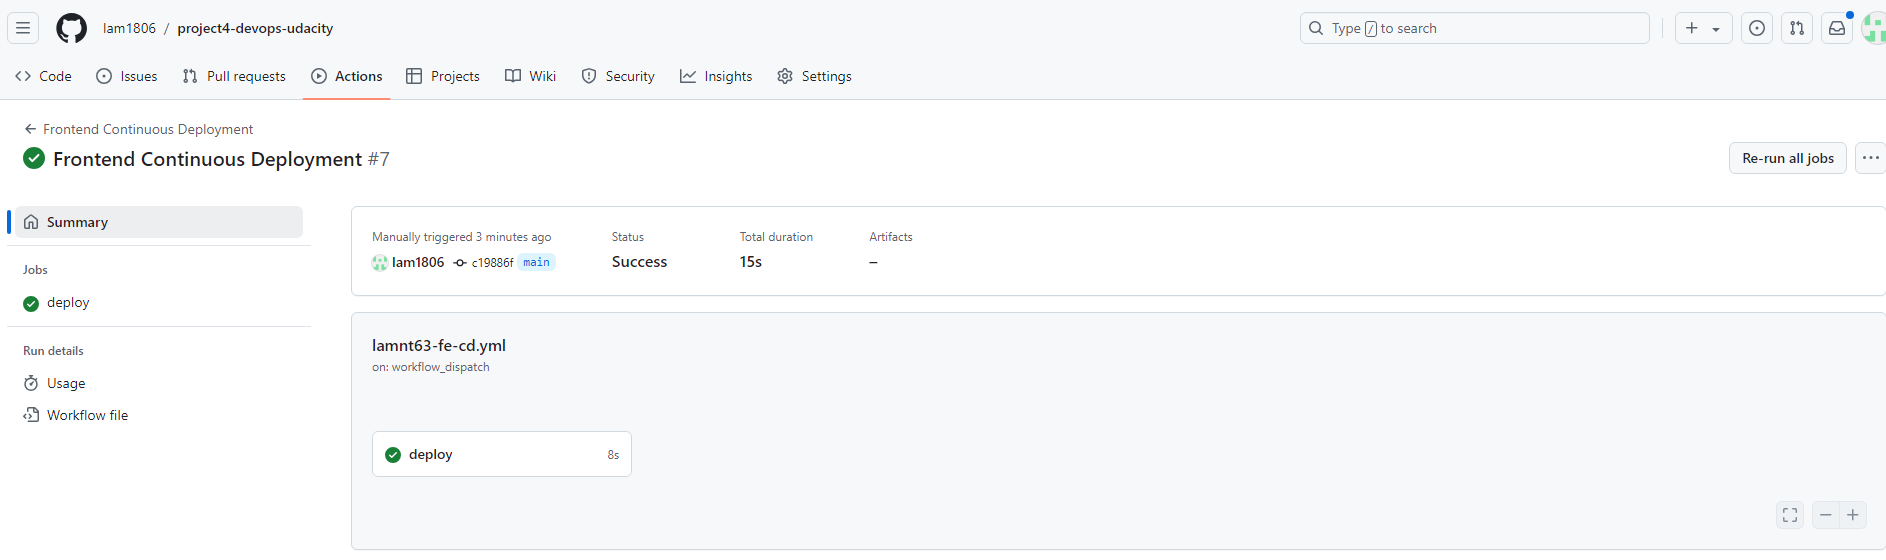 lam1806 / project4-devops-udacity
Type / to search
Code Issues Pull requests Actions Projects Wiki Security Insights Settings
Frontend Continuous Deployment
Frontend Continuous Deployment #7
Re-run all jobs
Summary
Jobs
deploy
Run details
Usage
Workflow file
Manually triggered 3 minutes ago
lam1806 c19886f main
Status
Success
Total duration
15s
Artifacts
–
lamnt63-fe-cd.yml
on: workflow_dispatch
deploy 8s